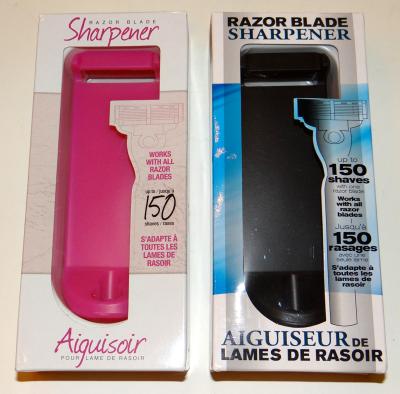 RAZOR BLADE
Sharpener
WORKS
WITH ALL
RAZOR
BLADES
up to / jusqu'à
150
shaves / rases
S'ADAPTE À
TOUTES LES
LAMES DE
RASOIR
Aiguisoir
POUR LAME DE RASOIR
RAZOR BLADE
SHARPENER
up to
150
shaves
with one
razor blade
Works
with all
razor
blades
Jusqu'à
150
rasages
avec une
seule lame
S'adapte à
toutes les
lames de
rasoir
AIGUISEUR DE
LAMES DE RASOIR